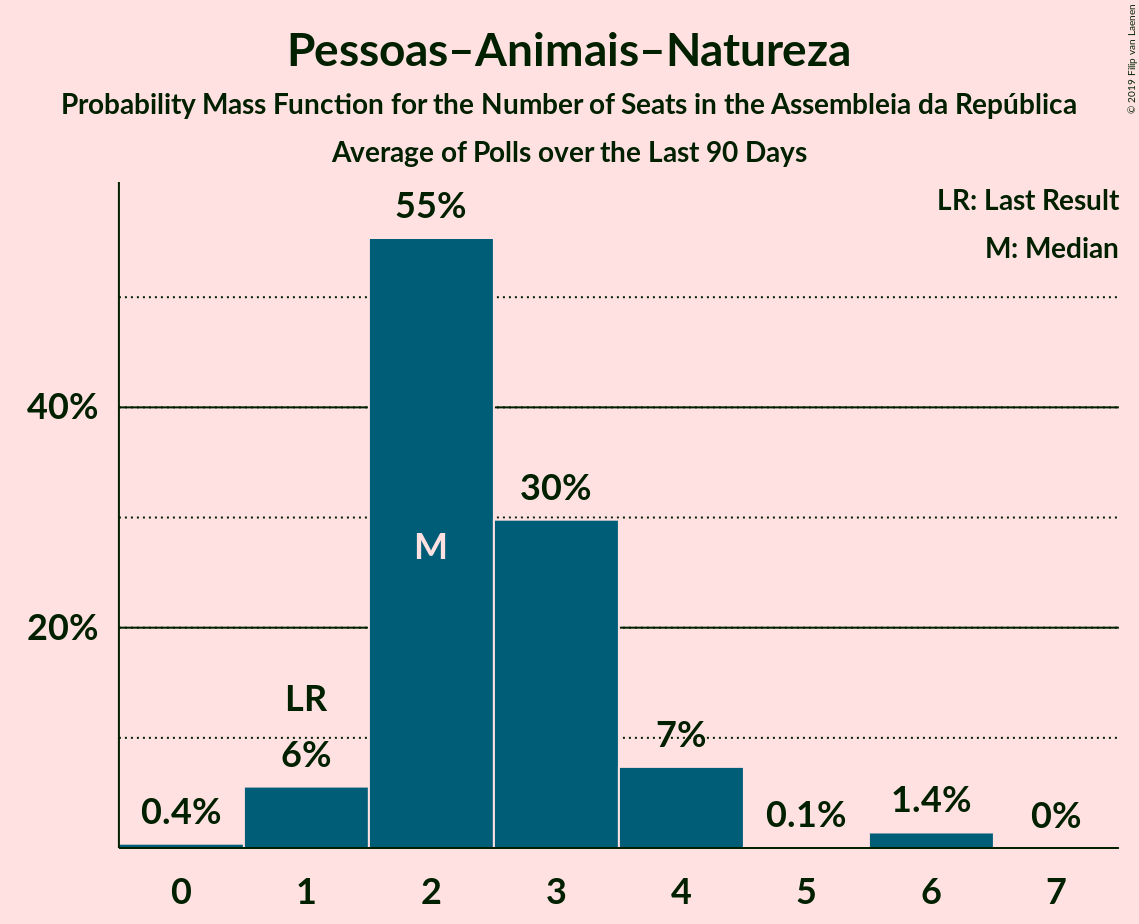 Pessoas–Animais–Natureza
Probability Mass Function for the Number of Seats in the Assembleia da República
Average of Polls over the Last 90 Days
© 2019 Filip van Laenen
LR: Last Result
M: Median
55%
40%
30%
M
20%
LR
7%
6%
0.4%
0.1%
1.4%
0%
0 1 2 3 4 5 6 7